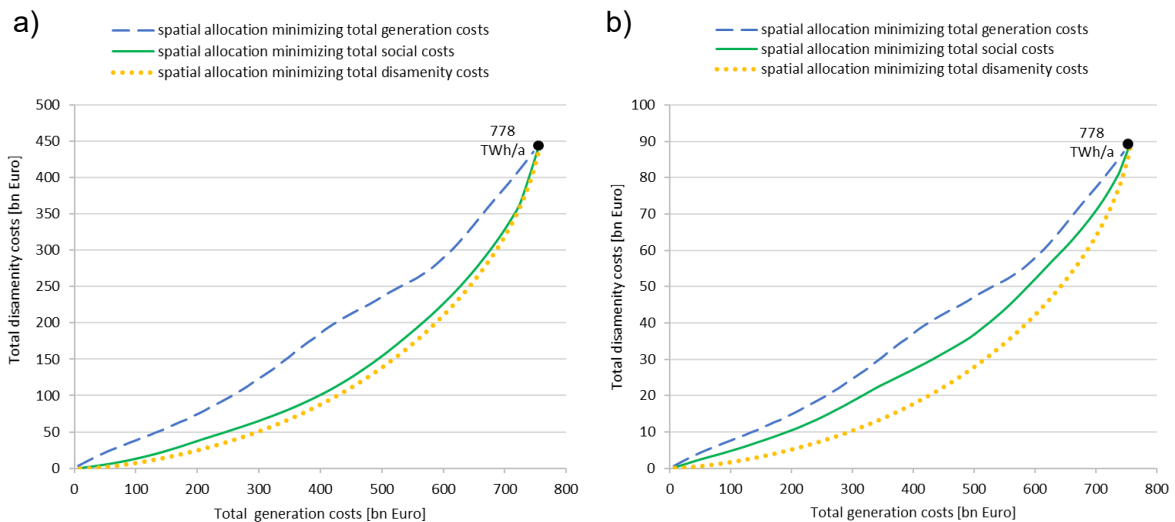 a)
spatial allocation minimizing total generation costs
spatial allocation minimizing total social costs
spatial allocation minimizing total disamenity costs
500
450
400
350
300
250
200
150
100
50
0
Total disamenity costs [bn Euro]
778
TWh/a
0 100 200 300 400 500 600 700 800
Total generation costs [bn Euro]
b)
spatial allocation minimizing total generation costs
spatial allocation minimizing total social costs
spatial allocation minimizing total disamenity costs
100
90
80
70
60
50
40
30
20
10
0
Total disamenity costs [bn Euro]
778
TWh/a
0 100 200 300 400 500 600 700 800
Total generation costs [bn Euro]